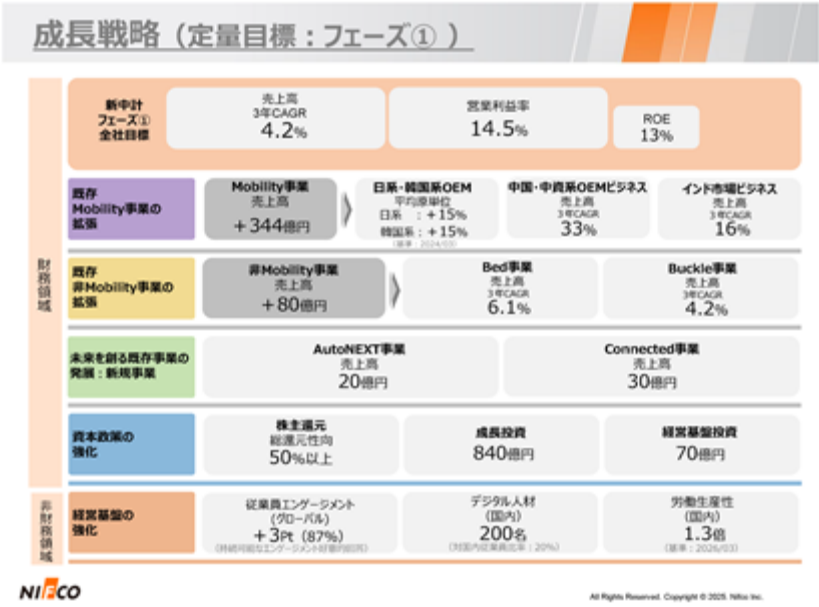 成長戦略（定量目標：フェーズ①）
新中計
フェーズ①
全社目標
売上高
3年CAGR
4.2%
営業利益率
14.5%
ROE
13%
財務領域
既存
Mobility事業の
拡張
Mobility事業
売上高
＋344億円
日系・韓国系OEM
平均原単位
日系　：＋15%
韓国系：＋15%
(基準：2024/03)
中国・中資系OEMビジネス
売上高
3年CAGR
33%
インド市場ビジネス
売上高
3年CAGR
16%
既存
非Mobility事業の
拡張
非Mobility事業
売上高
＋80億円
Bed事業
売上高
3年CAGR
6.1%
Buckle事業
売上高
3年CAGR
4.2%
未来を創る既存事業の
発展：新規事業
AutoNEXT事業
売上高
20億円
Connected事業
売上高
30億円
資本政策の
強化
株主還元
総還元性向
50%以上
成長投資
840億円
経営基盤投資
70億円
非財務領域
経営基盤の
強化
従業員エンゲージメント
(グローバル)
＋3Pt（87%）
デジタル人材
(国内)
200名
(対国内従業員比率：20%)
労働生産性
(国内)
1.3倍
(基準：2026/03)
NIFCO
All Rights Reserved. Copyright © 2025 Nifco Inc.